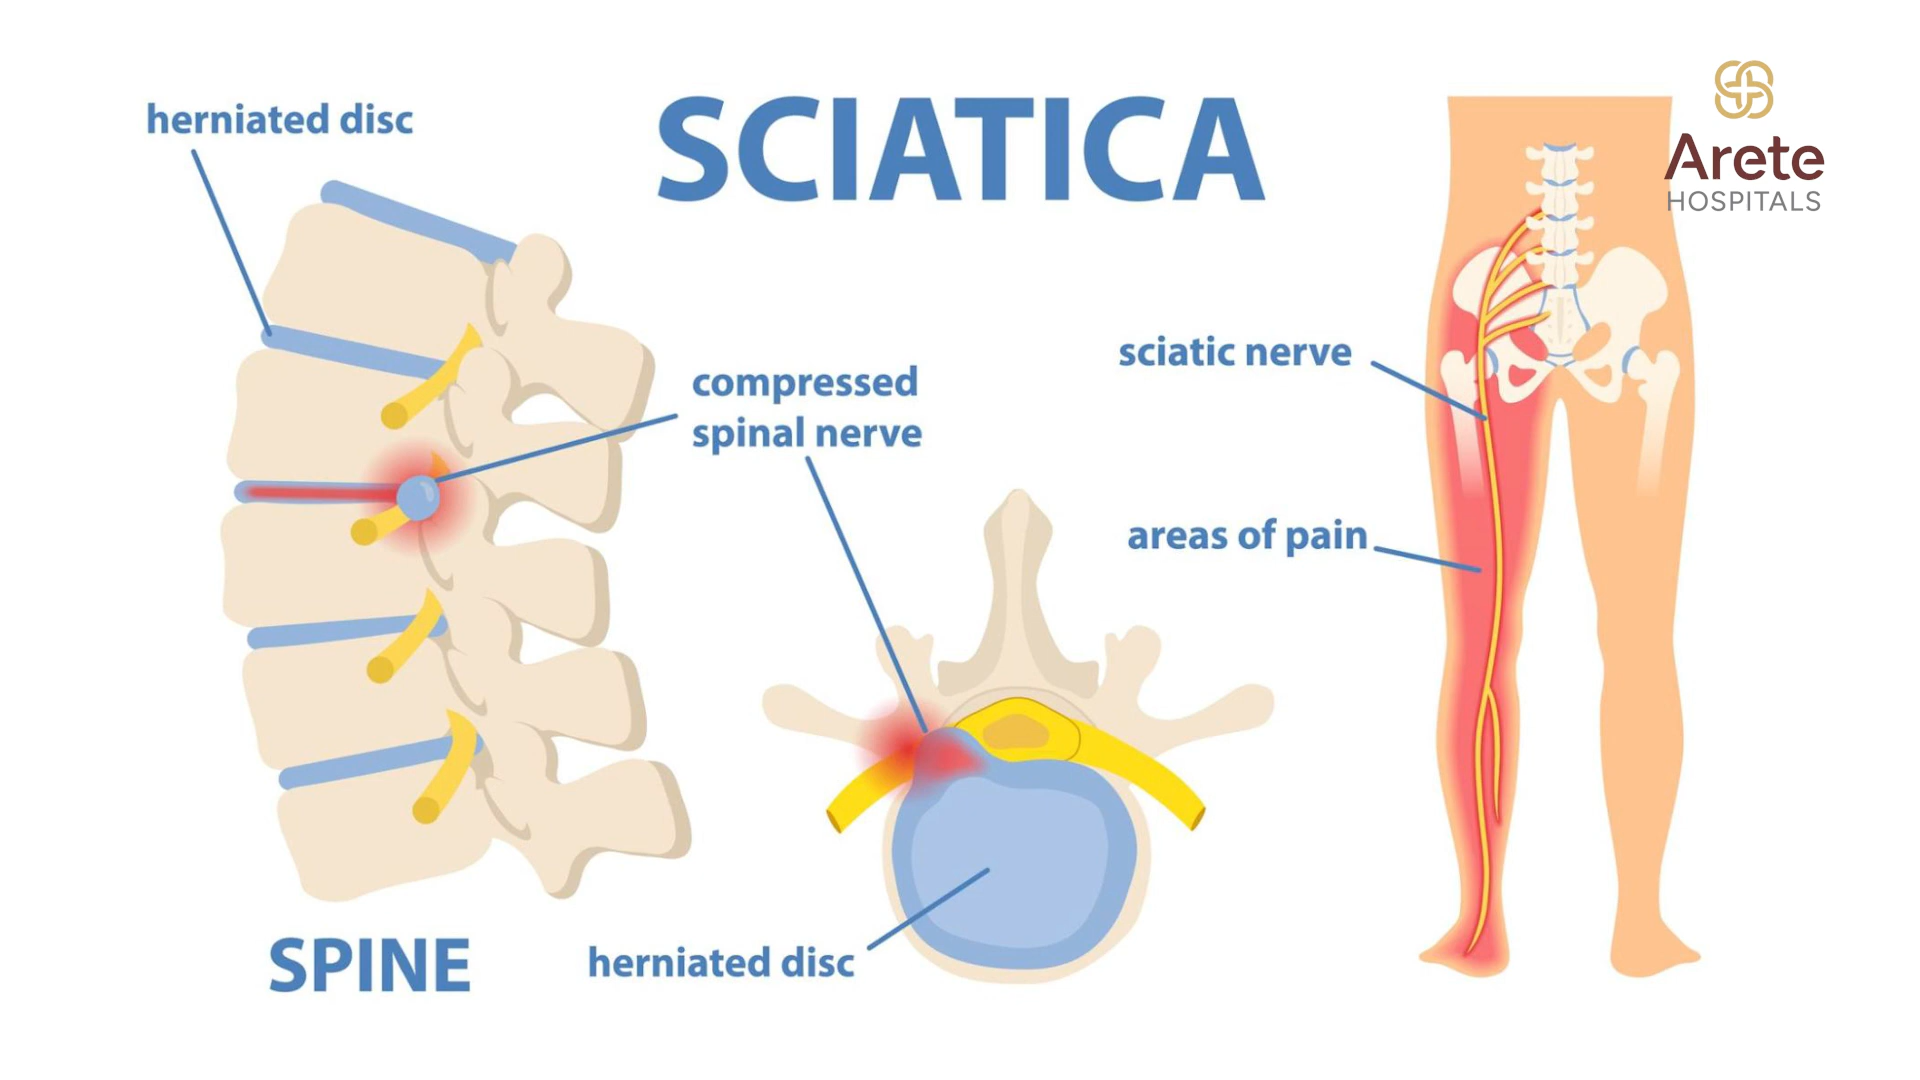 SCIATICA
herniated disc
Arete
HOSPITALS
compressed
spinal nerve
sciatic nerve
areas of pain
SPINE
herniated disc